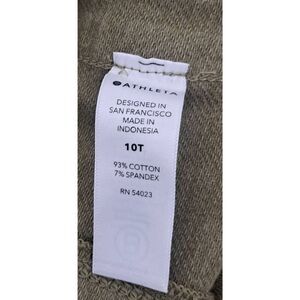 ATHLETA
DESIGNED IN
SAN FRANCISCO
MADE IN
INDONESIA
10T
93% COTTON
7% SPANDEX
RN 54023